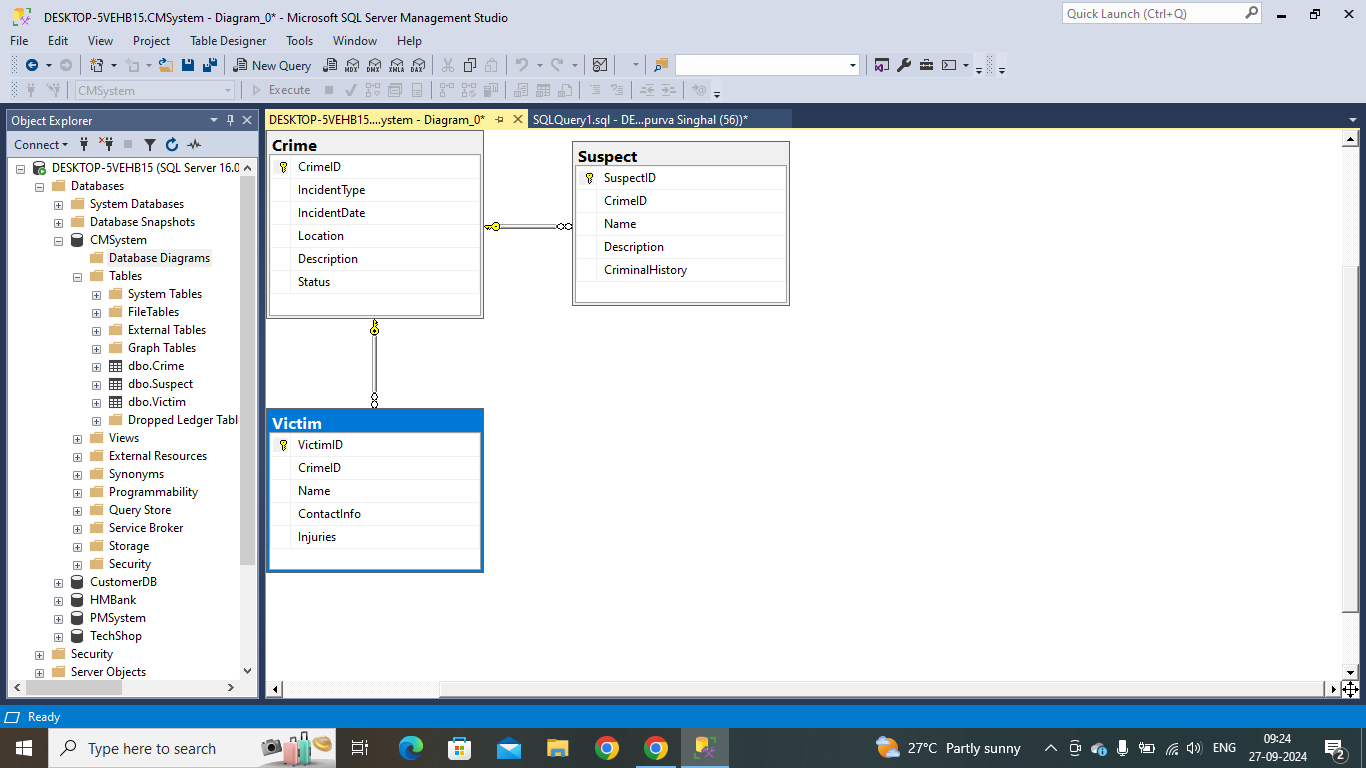 DESKTOP-5VEHB15.CMSystem - Diagram_0* - Microsoft SQL Server Management Studio
Quick Launch (Ctrl+Q)
File Edit View Project Table Designer Tools Window Help
New Query MDX DMX XMLA DAX
CMSystem Execute
Object Explorer
DESKTOP-5VEHB15....ystem - Diagram_0* SQLQuery1.sql - DE...purva Singhal (56))*
Connect
DESKTOP-5VEHB15 (SQL Server 16.0
Databases
System Databases
Database Snapshots
CMSystem
Database Diagrams
Tables
System Tables
FileTables
External Tables
Graph Tables
dbo.Crime
dbo.Suspect
dbo.Victim
Dropped Ledger Tabl
Views
External Resources
Synonyms
Programmability
Query Store
Service Broker
Storage
Security
CustomerDB
HMBank
PMSystem
TechShop
Security
Server Objects
Crime
CrimeID
IncidentType
IncidentDate
Location
Description
Status
Suspect
SuspectID
CrimeID
Name
Description
CriminalHistory
Victim
VictimID
CrimeID
Name
ContactInfo
Injuries
Ready
Type here to search
27°C Partly sunny
ENG
09:24
27-09-2024
2